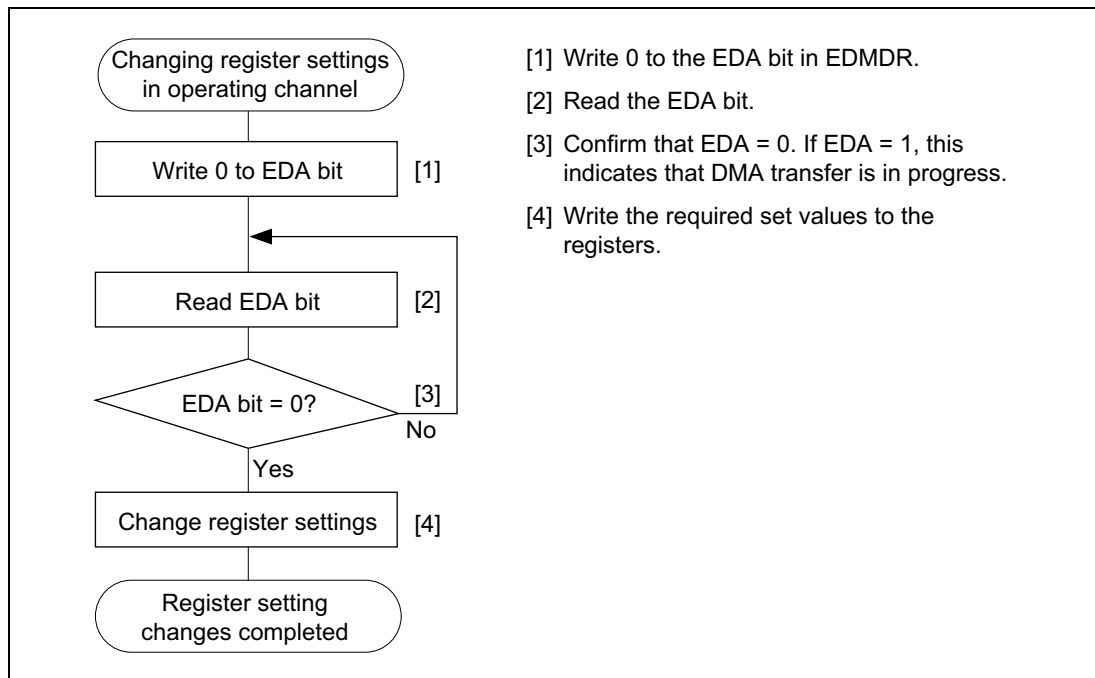 Changing register settings
in operating channel
Write 0 to EDA bit [1]
Read EDA bit [2]
EDA bit = 0? [3]
No
Yes
Change register settings [4]
Register setting
changes completed
[1] Write 0 to the EDA bit in EDMDR.
[2] Read the EDA bit.
[3] Confirm that EDA = 0. If EDA = 1, this
indicates that DMA transfer is in progress.
[4] Write the required set values to the
registers.